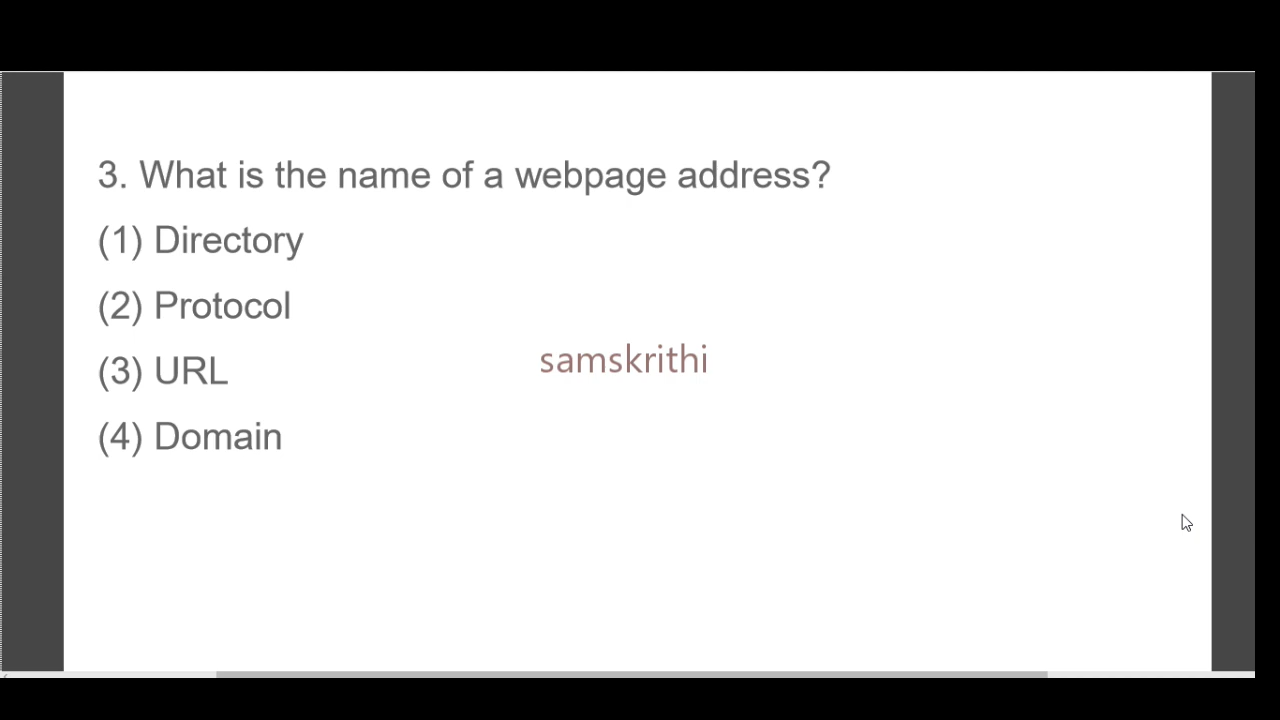 3. What is the name of a webpage address?
(1) Directory
(2) Protocol
(3) URL
samskrithi
(4) Domain